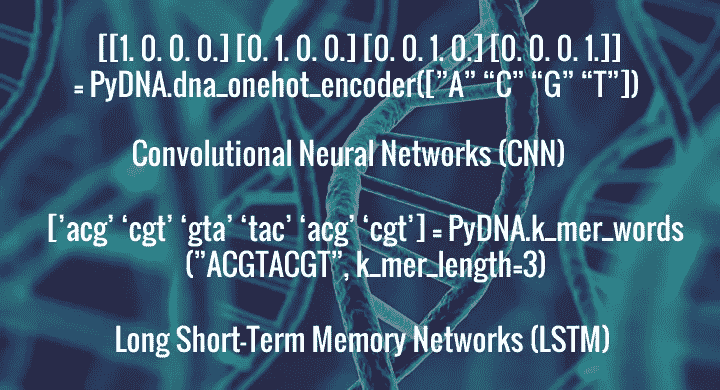 [[1. 0. 0. 0.] [0. 1. 0. 0.] [0. 0. 1. 0.] [0. 0. 0. 1.]]
= PyDNA.dna_onehot_encoder(["A" “C" “G" “T"])
Convolutional Neural Networks (CNN)
['acg' ‘cgt' ‘gta' ‘tac' ‘acg' ‘cgt'] = PyDNA.k_mer_words
("ACGTACGT", k_mer_length=3)
Long Short-Term Memory Networks (LSTM)